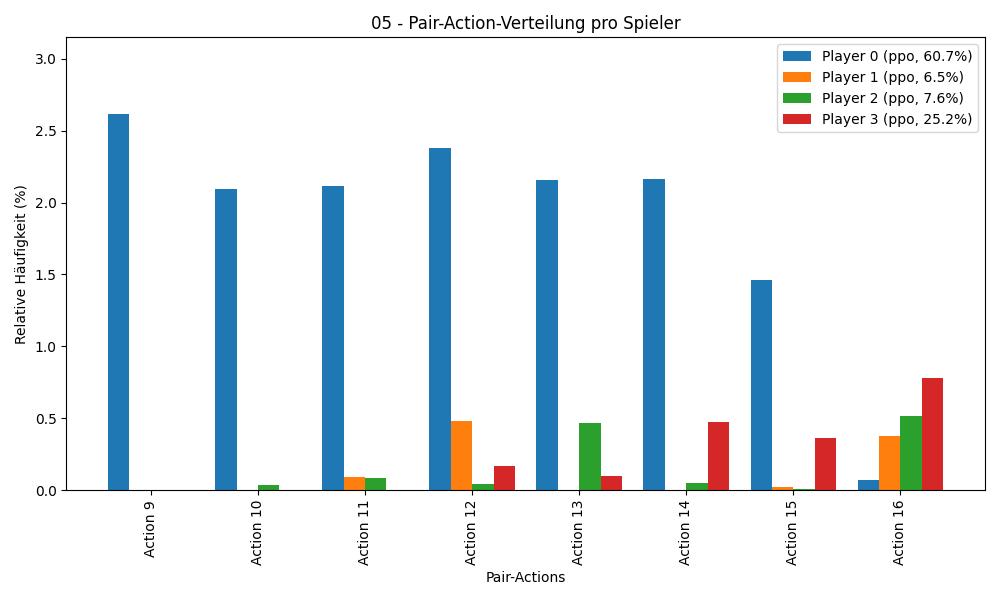 05 - Pair-Action-Verteilung pro Spieler
Player 0 (ppo, 60.7%)
Player 1 (ppo, 6.5%)
Player 2 (ppo, 7.6%)
Player 3 (ppo, 25.2%)
Relative Häufigkeit (%)
3.0
2.5
2.0
1.5
1.0
0.5
0.0
Action 9
Action 10
Action 11
Action 12
Action 13
Action 14
Action 15
Action 16
Pair-Actions